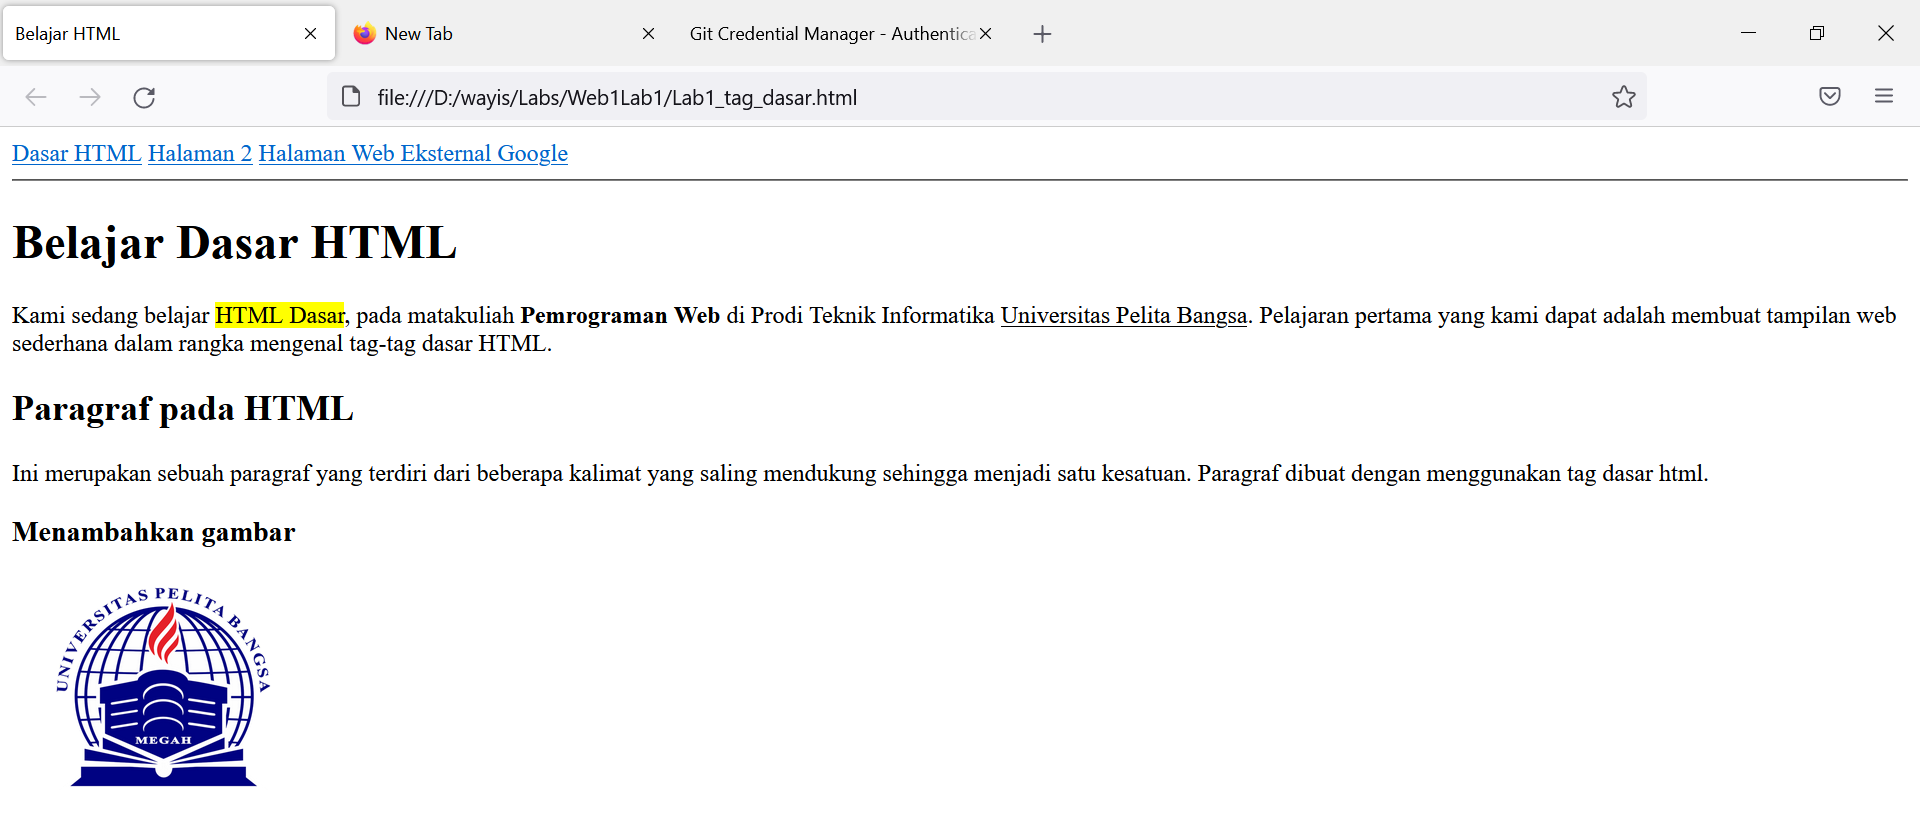 Belajar HTML
New Tab
Git Credential Manager - Authentica
file:///D:/wayis/Labs/Web1Lab1/Lab1_tag_dasar.html
Dasar HTML Halaman 2 Halaman Web Eksternal Google
Belajar Dasar HTML
Kami sedang belajar HTML Dasar, pada matakuliah Pemrograman Web di Prodi Teknik Informatika Universitas Pelita Bangsa. Pelajaran pertama yang kami dapat adalah membuat tampilan web
sederhana dalam rangka mengenal tag-tag dasar HTML.
Paragraf pada HTML
Ini merupakan sebuah paragraf yang terdiri dari beberapa kalimat yang saling mendukung sehingga menjadi satu kesatuan. Paragraf dibuat dengan menggunakan tag dasar html.
Menambahkan gambar
UNIVERSITAS PELITA BANGSA
MEGAH